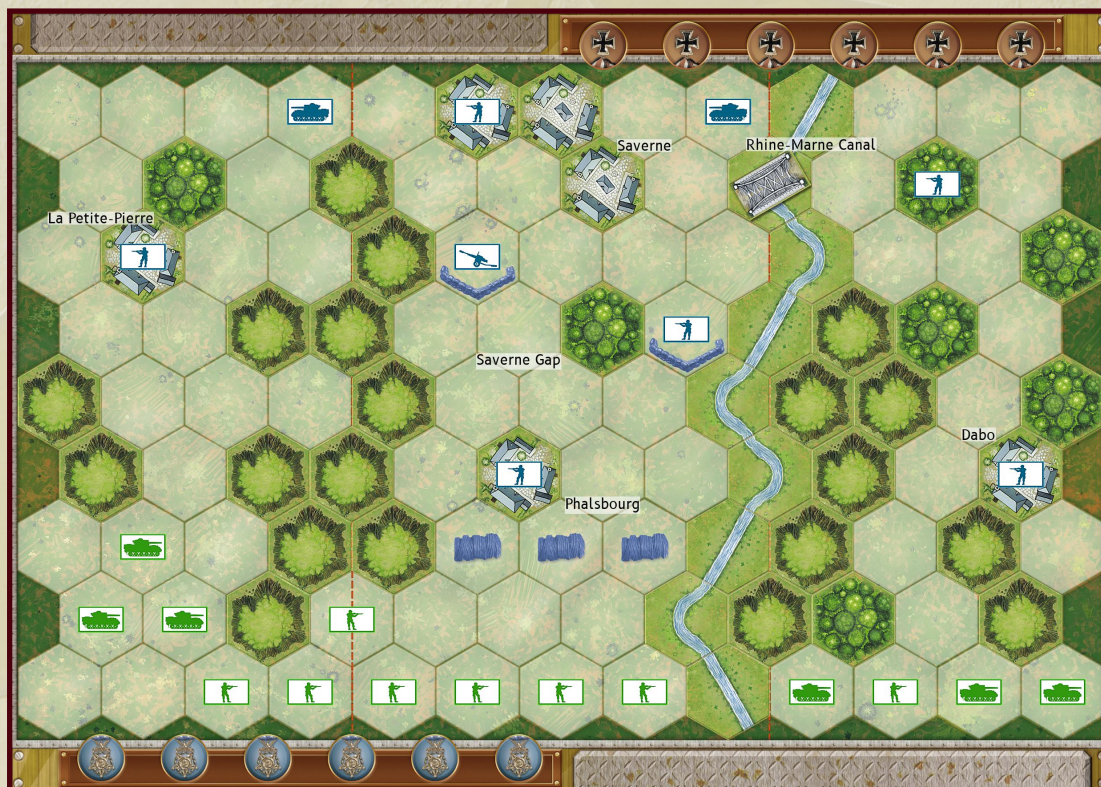 Saverne
Rhine-Marne Canal
La Petite-Pierre
Saverne Gap
Dabo
Phalsbourg